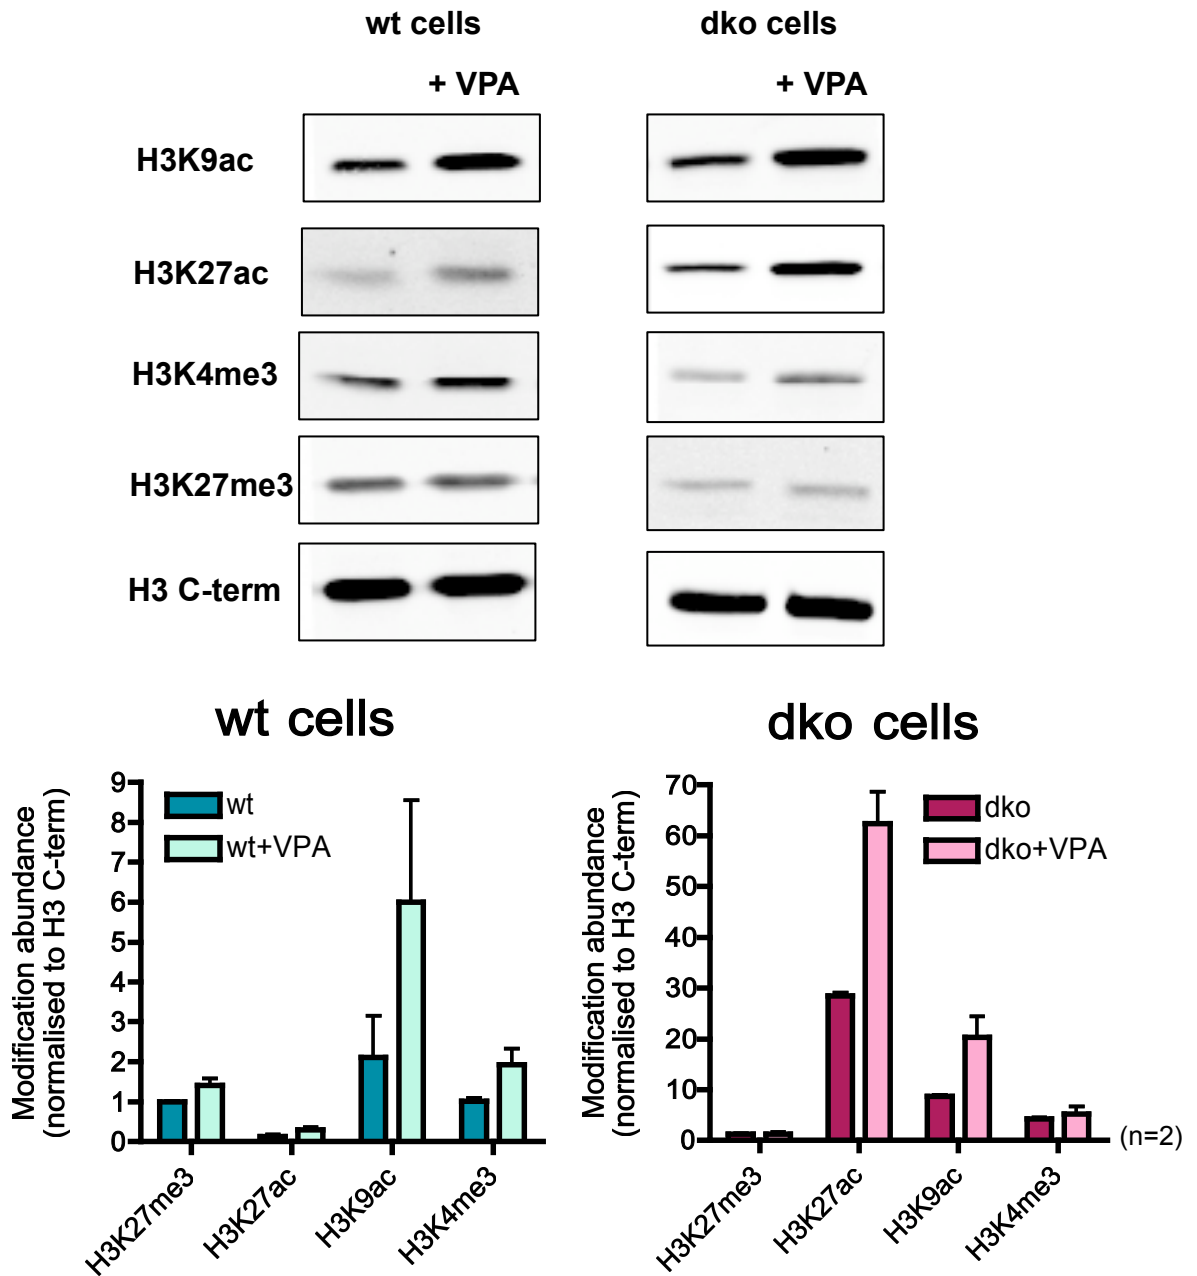 wt cells
dko cells
+ VPA
+ VPA
H3K9ac
H3K27ac
H3K4me3
H3K27me3
H3 C-term
wt cells
Modification abundance
(normalised to H3 C-term)
9
8
7
6
5
4
3
2
1
0
wt
wt+VPA
H3K27me3
H3K27ac
H3K9ac
H3K4me3
dko cells
Modification abundance
(normalised to H3 C-term)
70
60
50
40
30
20
10
0
dko
dko+VPA
H3K27me3
H3K27ac
H3K9ac
H3K4me3
(n=2)